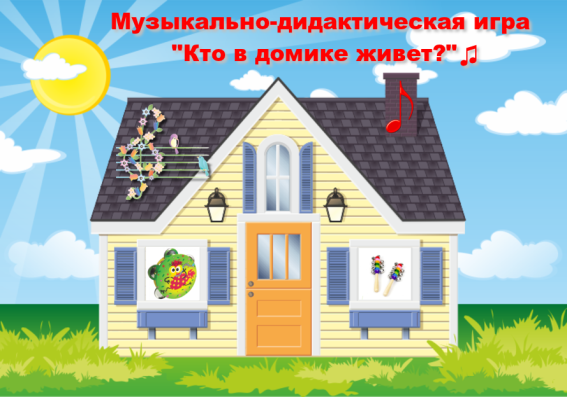 Музыкально-дидактическая игра
"Кто в домике живет?"♫